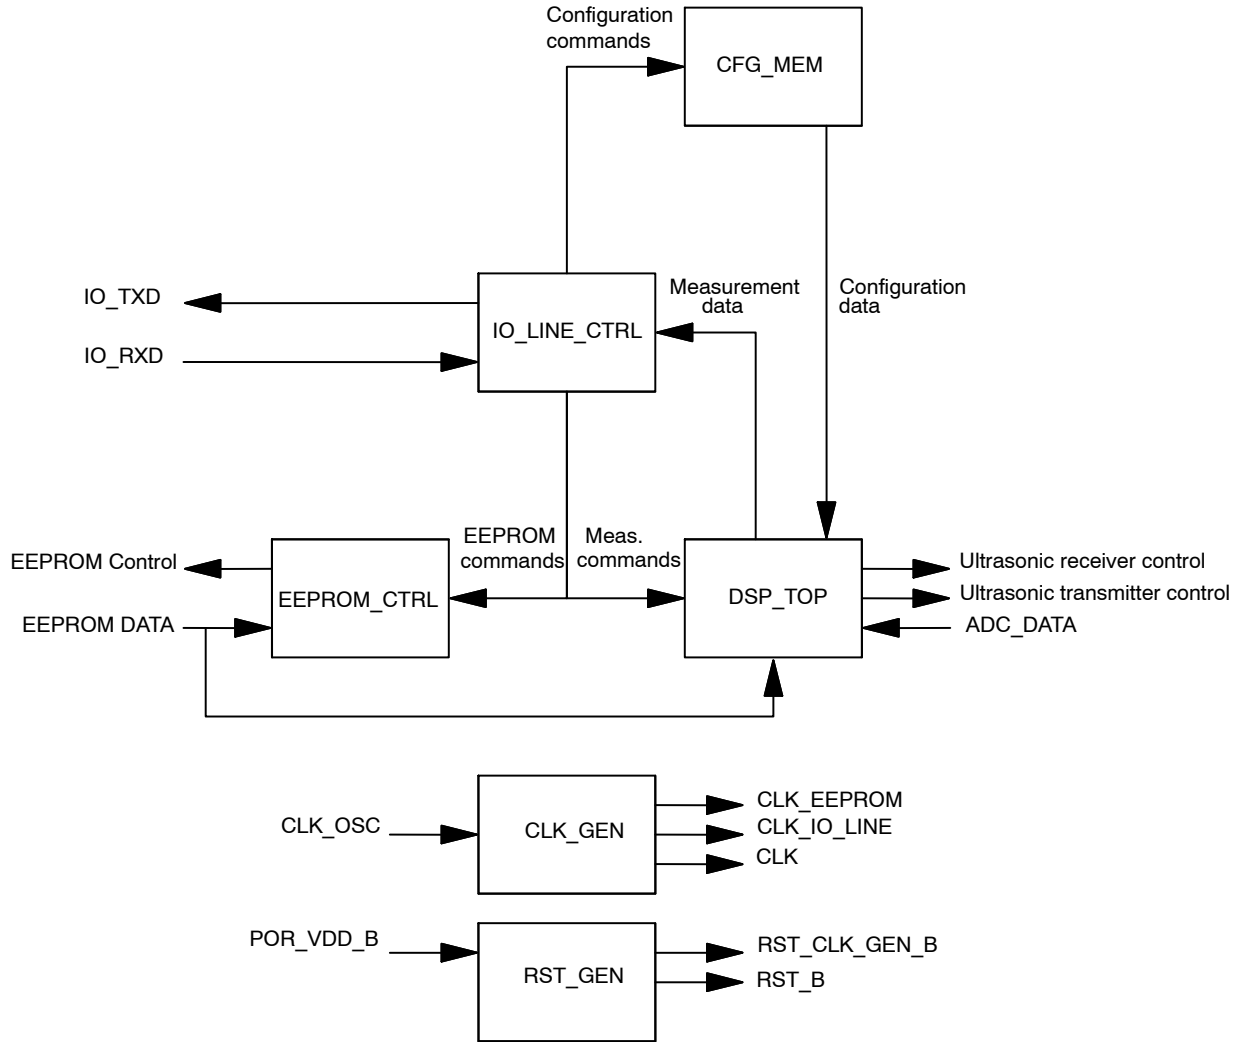 Configuration
commands
CFG_MEM
IO_TXD
IO_RXD
IO_LINE_CTRL
Measurement
data
Configuration
data
EEPROM Control
EEPROM DATA
EEPROM_CTRL
EEPROM
commands
Meas.
commands
DSP_TOP
Ultrasonic receiver control
Ultrasonic transmitter control
ADC_DATA
CLK_OSC
CLK_GEN
CLK_EEPROM
CLK_IO_LINE
CLK
POR_VDD_B
RST_GEN
RST_CLK_GEN_B
RST_B